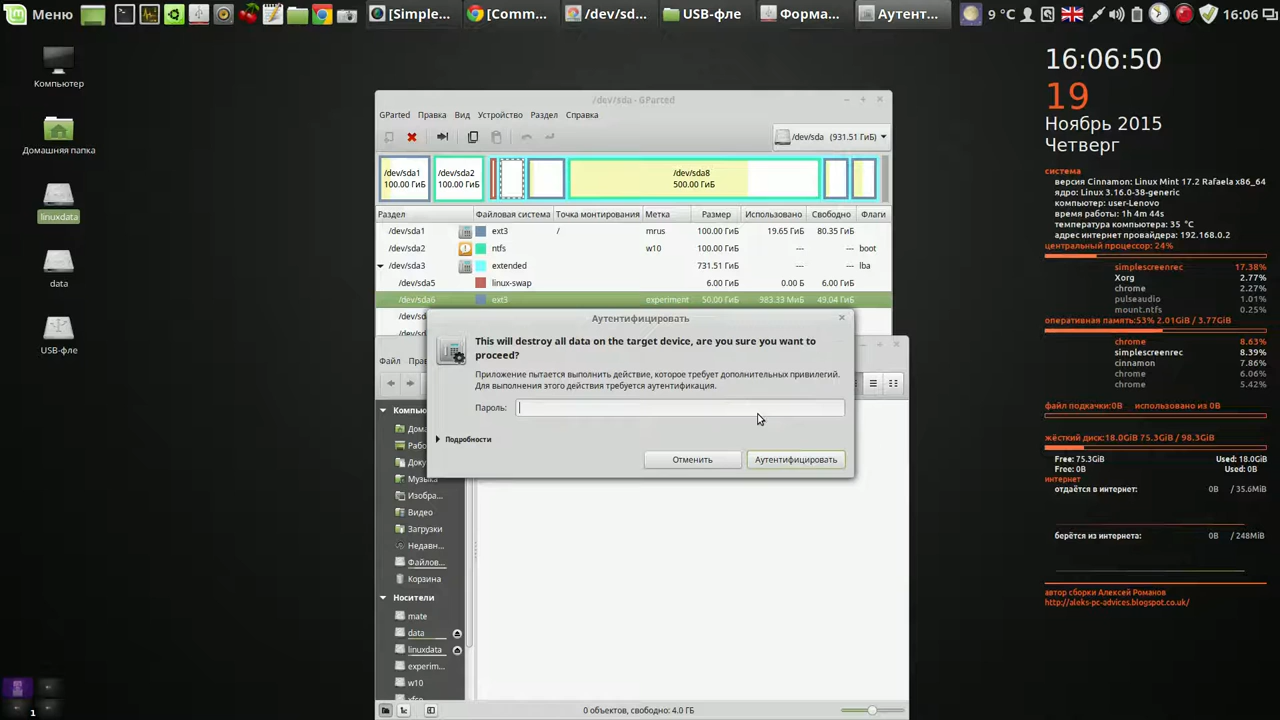 Меню
[Simple...
[Comm...
/dev/sd...
USB-фле
Форма...
Аутент...
9 °C
16:06
Компьютер
Домашняя папка
linuxdata
data
USB-фле
1
/dev/sda - GParted
GParted Правка Вид Устройство Раздел Справка
/dev/sda (931.51 ГиБ)
/dev/sda1
100.00 ГиБ
/dev/sda2
100.00 ГиБ
/dev/sda8
500.00 ГиБ
Раздел Файловая система Точка монтирования Метка Размер Использовано Свободно Флаги
/dev/sda1 ext3 / mrus 100.00 ГиБ 19.65 ГиБ 80.35 ГиБ
/dev/sda2 ntfs w10 100.00 ГиБ --- --- boot
/dev/sda3 extended 731.51 ГиБ --- --- lba
/dev/sda5 linux-swap 6.00 ГиБ 0.00 Б 6.00 ГиБ
/dev/sda6 ext3 experiment 50.00 ГиБ 983.33 МиБ 49.04 ГиБ
Аутентифицировать
This will destroy all data on the target device, are you sure you want to
proceed?
Приложение пытается выполнить действие, которое требует дополнительных привилегий.
Для выполнения этого действия требуется аутентификация.
Пароль:
Подробности
Отменить Аутентифицировать
Файл
Компью
Дома
Рабо
Доку
Музыка
Изобра...
Видео
Загрузки
Недавн...
Файлов...
Корзина
Носители
mate
data
linuxdata
experim...
w10
0 объектов, свободно: 4.0 ГБ
16:06:50
19
Ноябрь 2015
Четверг
система
версия Cinnamon: Linux Mint 17.2 Rafaela x86_64
ядро: Linux 3.16.0-38-generic
компьютер: user-Lenovo
время работы: 1h 4m 44s
температура компьютера: 35 °C
адрес интернет провайдера: 192.168.0.2
центральный процессор: 24%
simplescreenrec 17.38%
Xorg 2.77%
chrome 2.27%
pulseaudio 1.01%
mount.ntfs 0.25%
оперативная память:53% 2.01GiB / 3.77GiB
chrome 8.63%
simplescreenrec 8.39%
cinnamon 7.86%
chrome 6.06%
chrome 5.42%
файл подкачки:0B использовано из 0B
жёсткий диск:18.0GiB 75.3GiB / 98.3GiB
Free: 75.3GiB Used: 18.0GiB
Free: 0B Used: 0B
интернет
отдаётся в интернет: 0B / 35.6MiB
берётся из интернета: 0B / 248MiB
автор сборки Алексей Романов
http://aleks-pc-advices.blogspot.co.uk/